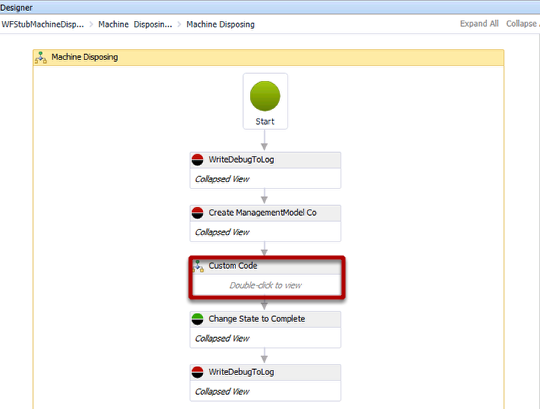 Designer
WFStubMachineDisp... > Machine Disposin... > Machine Disposing
Expand All Collapse
Machine Disposing
Start
WriteDebugToLog
Collapsed View
Create ManagementModel Co
Collapsed View
Custom Code
Double-click to view
Change State to Complete
Collapsed View
WriteDebugToLog
Collapsed View